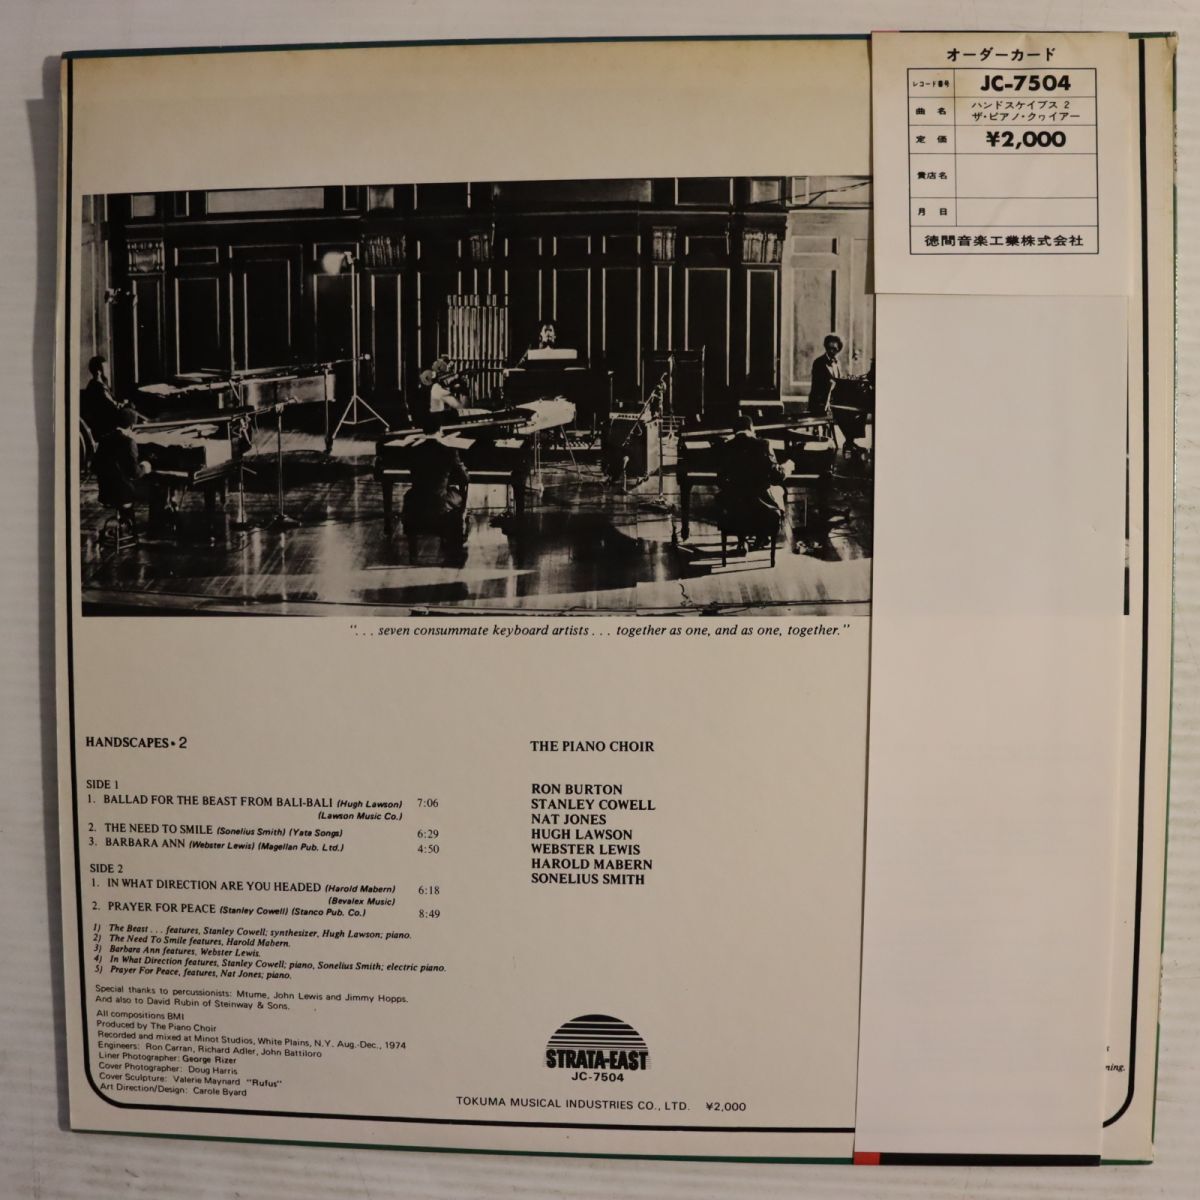 オーダーカード
レコード番号 JC-7504
曲名 ハンドスケイプス 2
ザ・ピアノ・クヮイアー
定価 ¥2,000
貴店名
月日
徳間音楽工業株式会社
". . . seven consummate keyboard artists . . . together as one, and as one, together."
HANDSCAPES • 2
SIDE 1
1. BALLAD FOR THE BEAST FROM BALI-BALI (Hugh Lawson) 7:06
(Lawson Music Co.)
2. THE NEED TO SMILE (Sonelius Smith) (Yata Songs) 6:29
3. BARBARA ANN (Webster Lewis) (Magellan Pub. Ltd.) 4:50
SIDE 2
1. IN WHAT DIRECTION ARE YOU HEADED (Harold Mabern) 6:18
(Bevalex Music)
2. PRAYER FOR PEACE (Stanley Cowell) (Stanco Pub. Co.) 8:49
1) The Beast . . . features, Stanley Cowell; synthesizer, Hugh Lawson; piano.
2) The Need To Smile features, Harold Mabern.
3) Barbara Ann features, Webster Lewis.
4) In What Direction features, Stanley Cowell; piano, Sonelius Smith; electric piano.
5) Prayer For Peace, features, Nat Jones; piano.
Special thanks to percussionists: Mtume, John Lewis and Jimmy Hopps.
And also to David Rubin of Steinway & Sons.
All compositions BMI
Produced by The Piano Choir
Recorded and mixed at Minot Studios, White Plains, N.Y. Aug.-Dec., 1974
Engineers: Ron Carran, Richard Adler, John Battiloro
Liner Photographer: George Rizer
Cover Photographer: Doug Harris
Cover Sculpture: Valerie Maynard "Rufus"
Art Direction/Design: Carole Byard
THE PIANO CHOIR
RON BURTON
STANLEY COWELL
NAT JONES
HUGH LAWSON
WEBSTER LEWIS
HAROLD MABERN
SONELIUS SMITH
STRATA-EAST
JC-7504
TOKUMA MUSICAL INDUSTRIES CO., LTD. ¥2,000